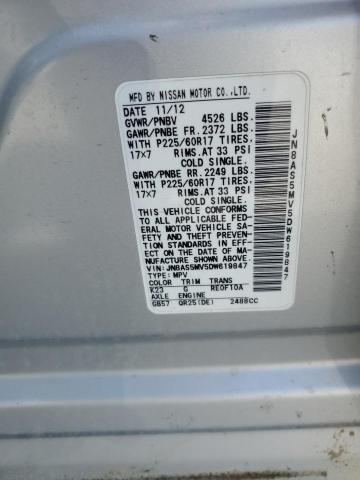 MFD BY NISSAN MOTOR CO.,LTD.
DATE 11/12
GVWR/PNBV 4526 LBS.
GAWR/PNBE FR.2372 LBS.
WITH P225/60R17 TIRES.
17×7 RIMS.AT 33 PSI
COLD SINGLE.
GAWR/PNBE RR.2249 LBS.
WITH P225/60R17 TIRES.
17×7 RIMS.AT 33 PSI
COLD SINGLE.
THIS VEHICLE CONFORMS
TO ALL APPLICABLE FED-
ERAL MOTOR VEHICLE SA-
FETY AND THEFT PREVEN-
TION STANDARDS IN EFF-
ECT ON THE DATE OF MA-
NUFACTURE SHOWN ABOVE.
VIN:JN8AS5MV5DW619847
TYPE:MPV
COLOR TRIM TRANS
K23 G RE0F10A
AXLE ENGINE
GB57 QR25(DE) 2488CC
JN8AS5MV5DW619847